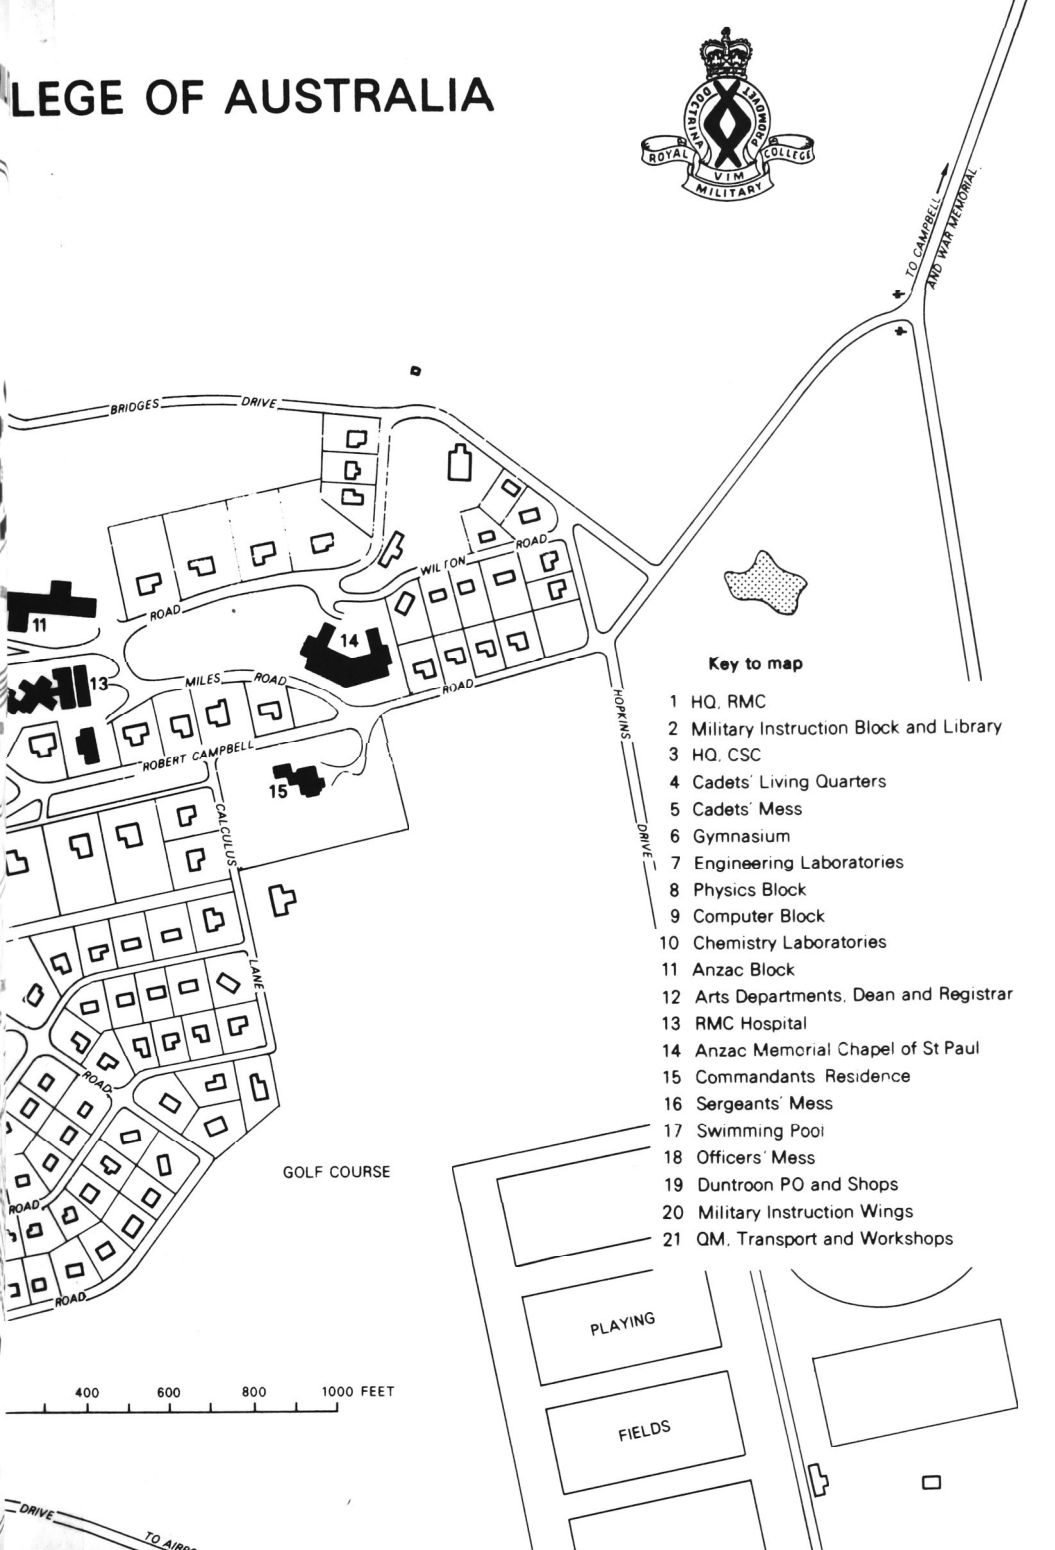 LEGE OF AUSTRALIA
DOCTRINA
VIM
PROMOVET
ROYAL
MILITARY
COLLEGE
TO CAMPBELL
AND WAR MEMORIAL
BRIDGES DRIVE
WILTON ROAD
ROAD
11
14
13
MILES ROAD
ROAD
ROBERT CAMPBELL
15
HOPKINS
DRIVE
CALCULUS
LANE
ROAD
ROAD
ROAD
GOLF COURSE
Key to map
1 HQ. RMC
2 Military Instruction Block and Library
3 HQ. CSC
4 Cadets' Living Quarters
5 Cadets' Mess
6 Gymnasium
7 Engineering Laboratories
8 Physics Block
9 Computer Block
10 Chemistry Laboratories
11 Anzac Block
12 Arts Departments, Dean and Registrar
13 RMC Hospital
14 Anzac Memorial Chapel of St Paul
15 Commandants Residence
16 Sergeants' Mess
17 Swimming Pool
18 Officers' Mess
19 Duntroon PO and Shops
20 Military Instruction Wings
21 QM, Transport and Workshops
PLAYING
FIELDS
400 600 800 1000 FEET
DRIVE
TO